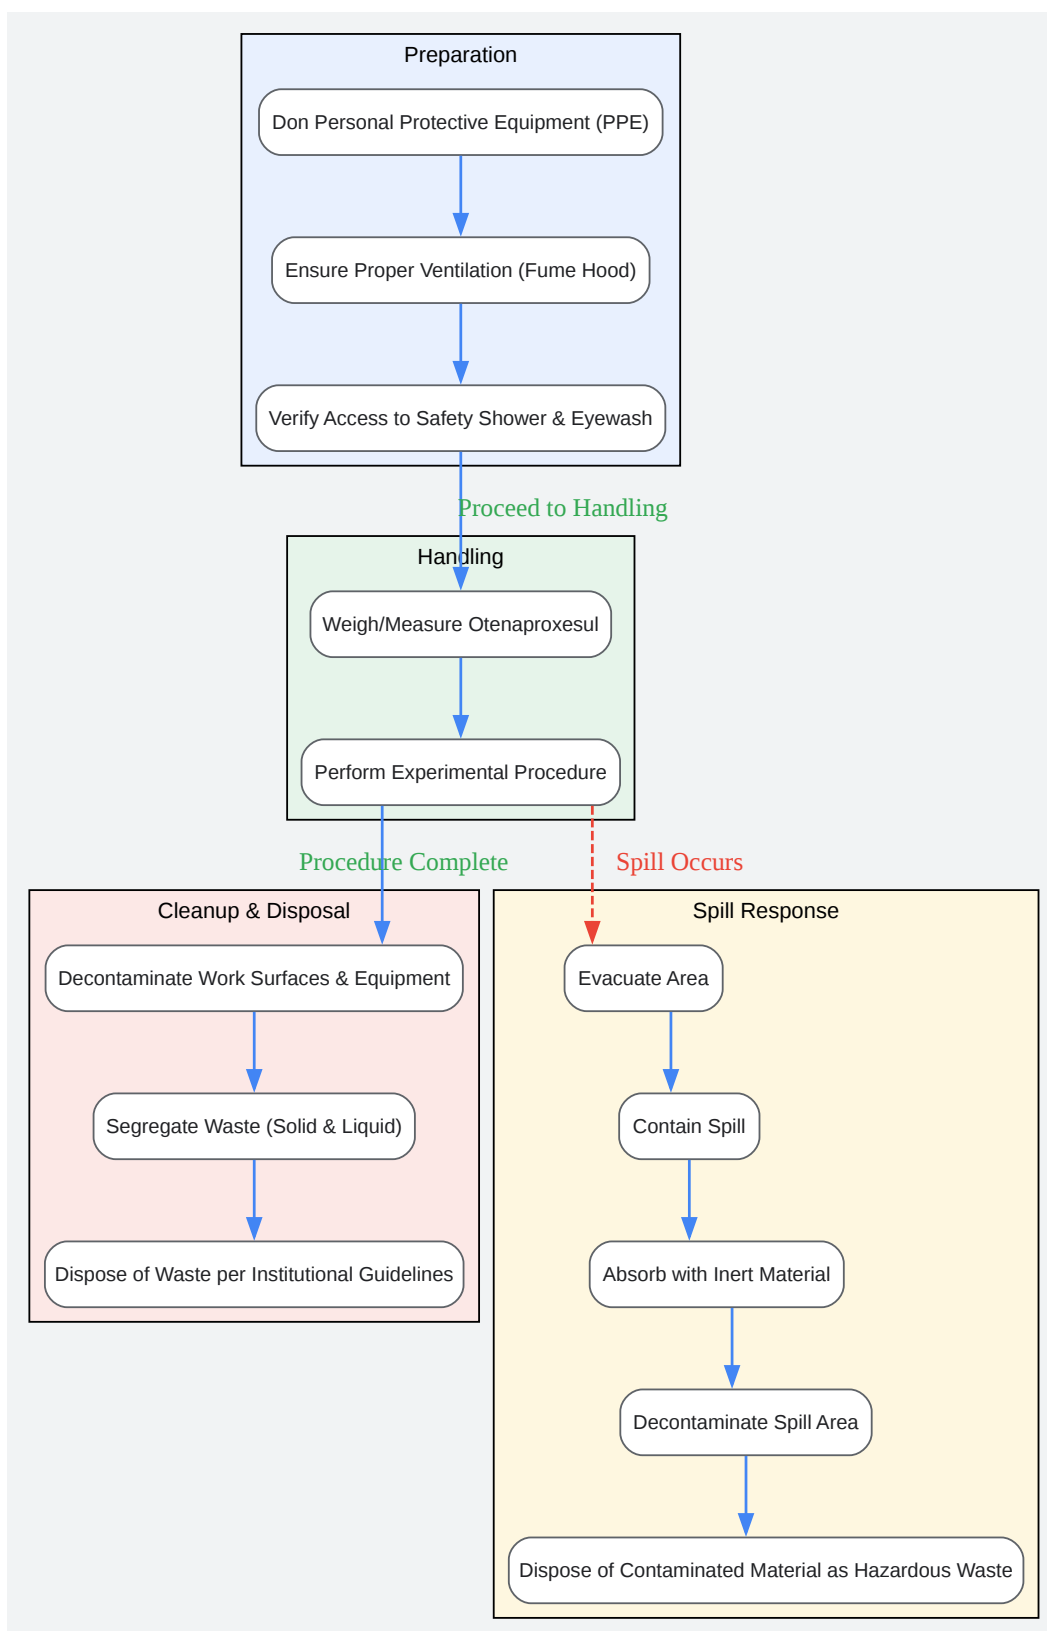 Preparation
Don Personal Protective Equipment (PPE)
Ensure Proper Ventilation (Fume Hood)
Verify Access to Safety Shower & Eyewash
Proceed to Handling
Handling
Weigh/Measure Otenaproxesul
Perform Experimental Procedure
Procedure Complete
Spill Occurs
Cleanup & Disposal
Decontaminate Work Surfaces & Equipment
Segregate Waste (Solid & Liquid)
Dispose of Waste per Institutional Guidelines
Spill Response
Evacuate Area
Contain Spill
Absorb with Inert Material
Decontaminate Spill Area
Dispose of Contaminated Material as Hazardous Waste